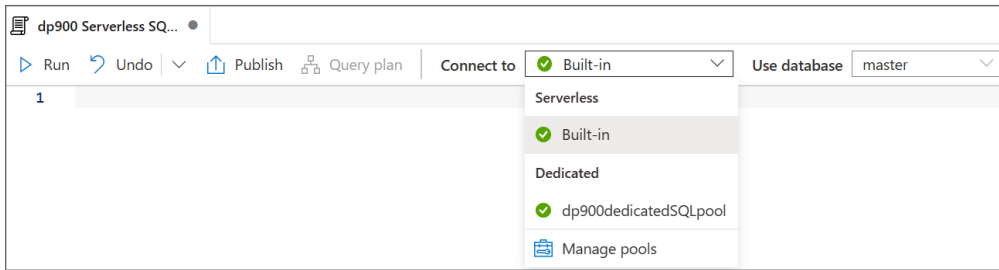 dp900 Serverless SQ...
Run Undo Publish Query plan Connect to Built-in Use database master
1
Serverless
Built-in
Dedicated
dp900dedicatedSQLpool
Manage pools